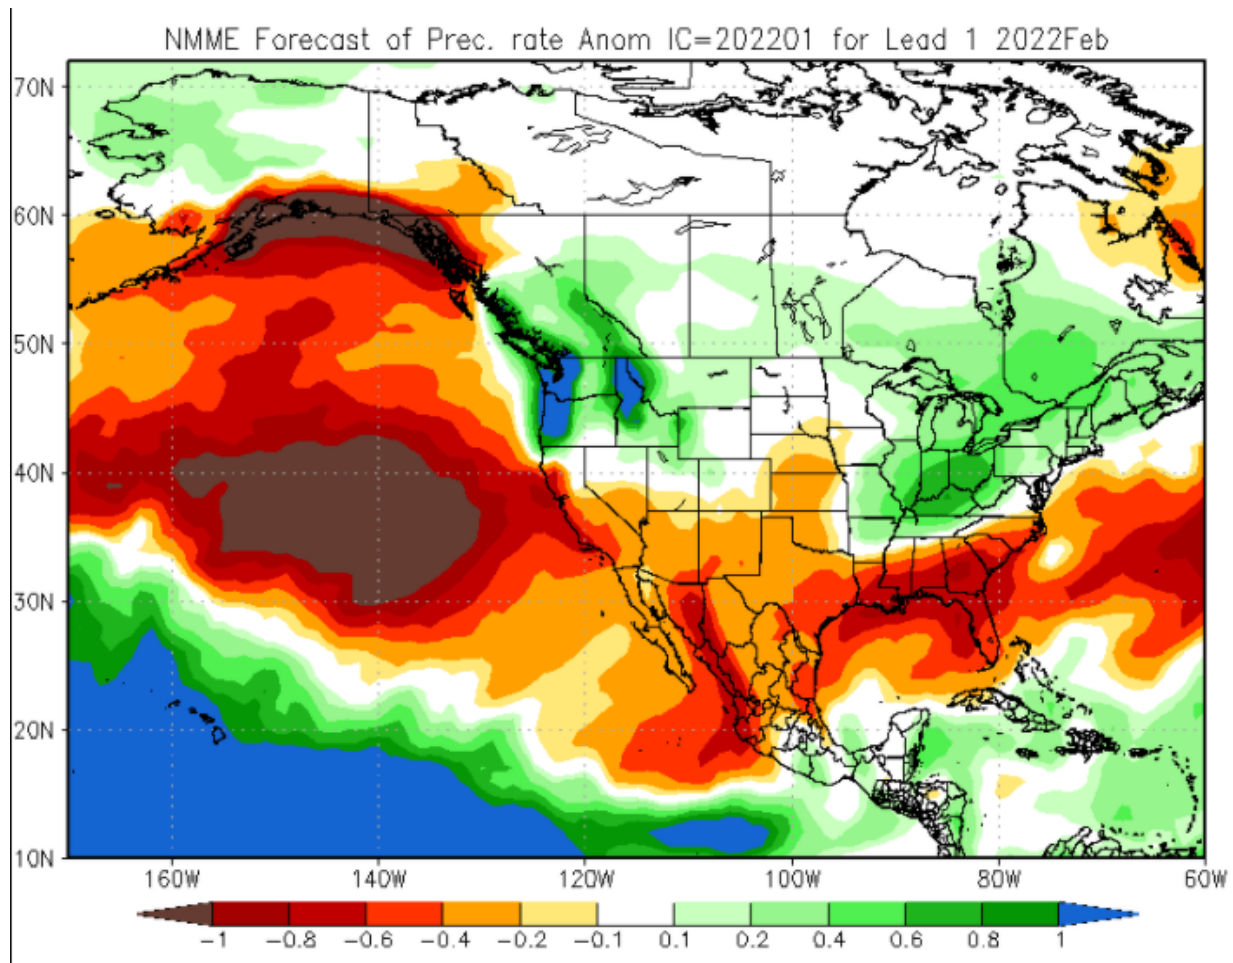 NMME Forecast of Prec. rate Anom IC=202201 for Lead 1 2022Feb
70N
60N
50N
40N
30N
20N
10N
160W 140W 120W 100W 80W 60W
−1 −0.8 −0.6 −0.4 −0.2 −0.1 0.1 0.2 0.4 0.6 0.8 1